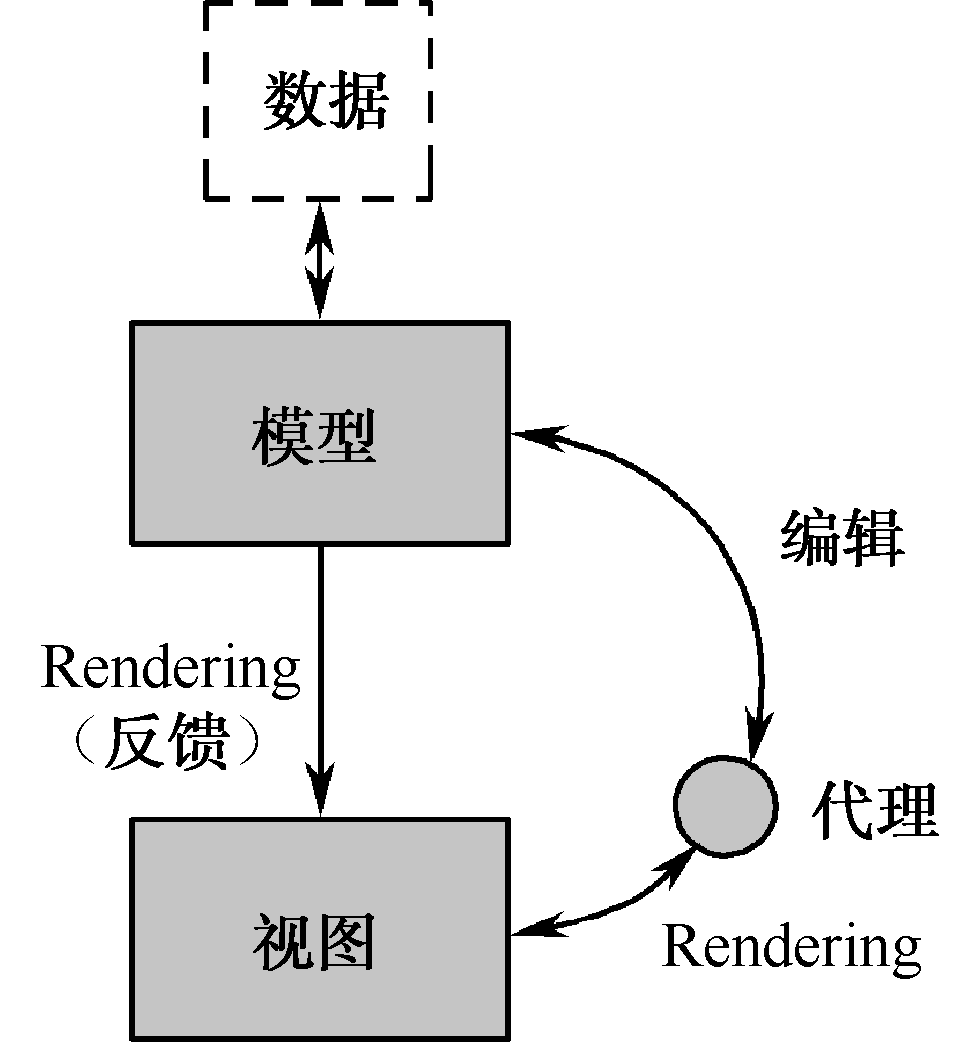 数据
模型
编辑
Rendering
（反馈）
代理
视图
Rendering